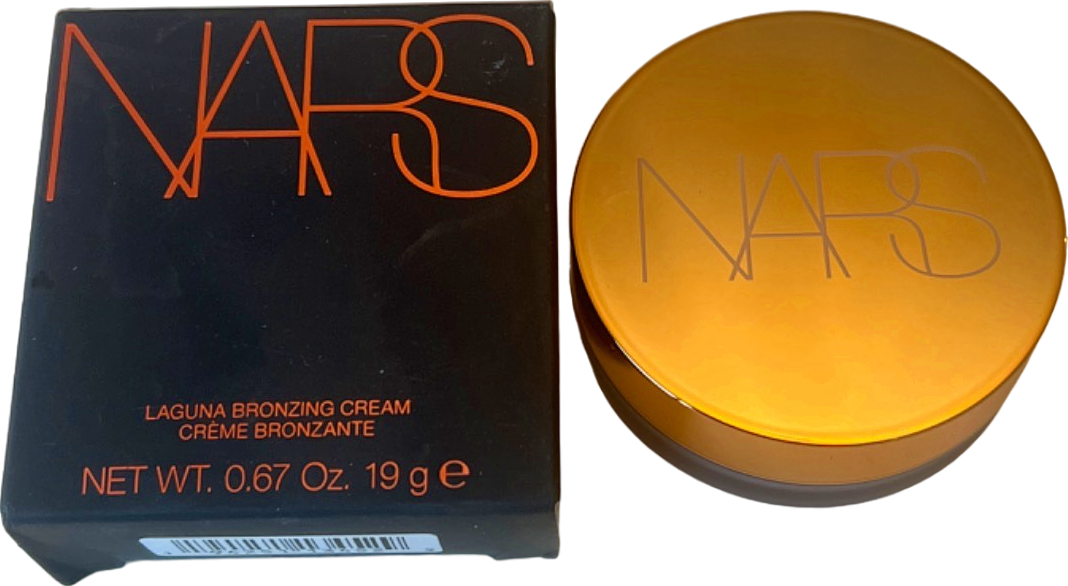 NARS
LAGUNA BRONZING CREAM
CRÈME BRONZANTE
NET WT. 0.67 Oz. 19 g e
NARS